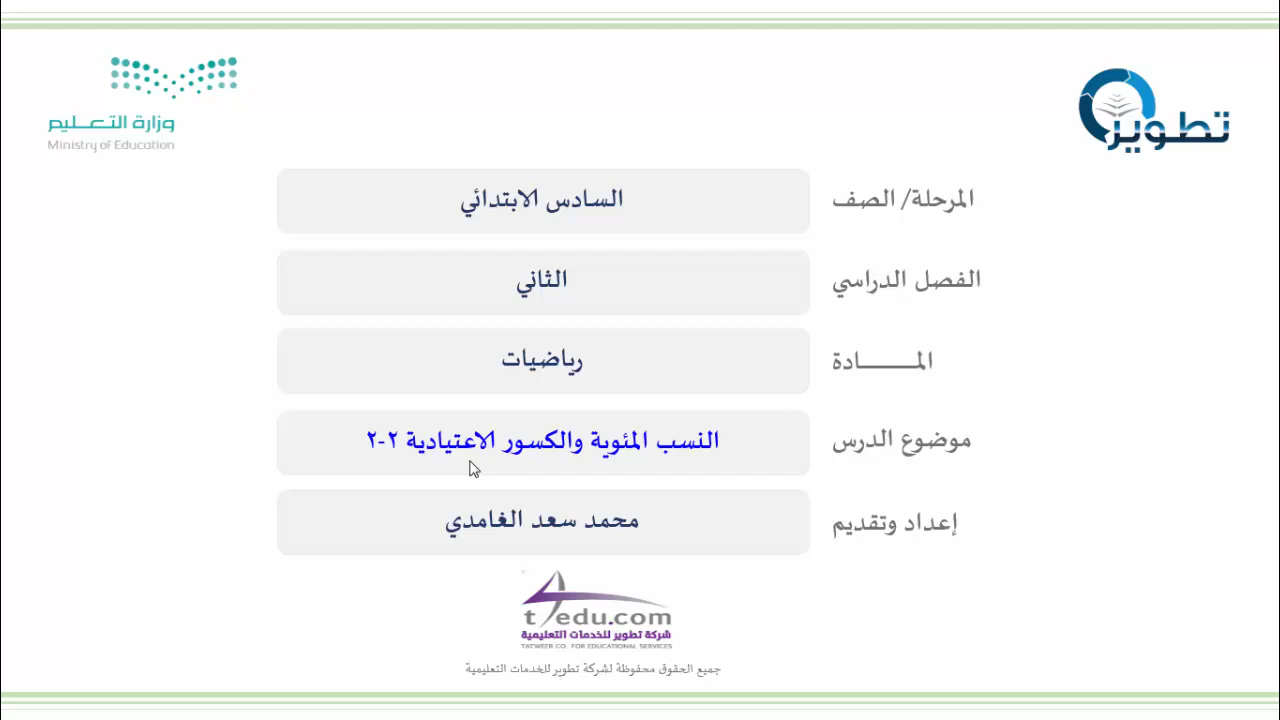 وزارة التعـــليم
Ministry of Education
تطوير
المرحلة/ الصف
السادس الابتدائي
الفصل الدراسي
الثاني
المـــــــادة
رياضيات
موضوع الدرس
النسب المئوية والكسور الاعتيادية ٢-٢
إعداد وتقديم
محمد سعد الغامدي
t4edu.com
شركة تطوير للخدمات التعليمية
TATWEER CO. FOR EDUCATIONAL SERVICES
جميع الحقوق محفوظة لشركة تطوير للخدمات التعليمية